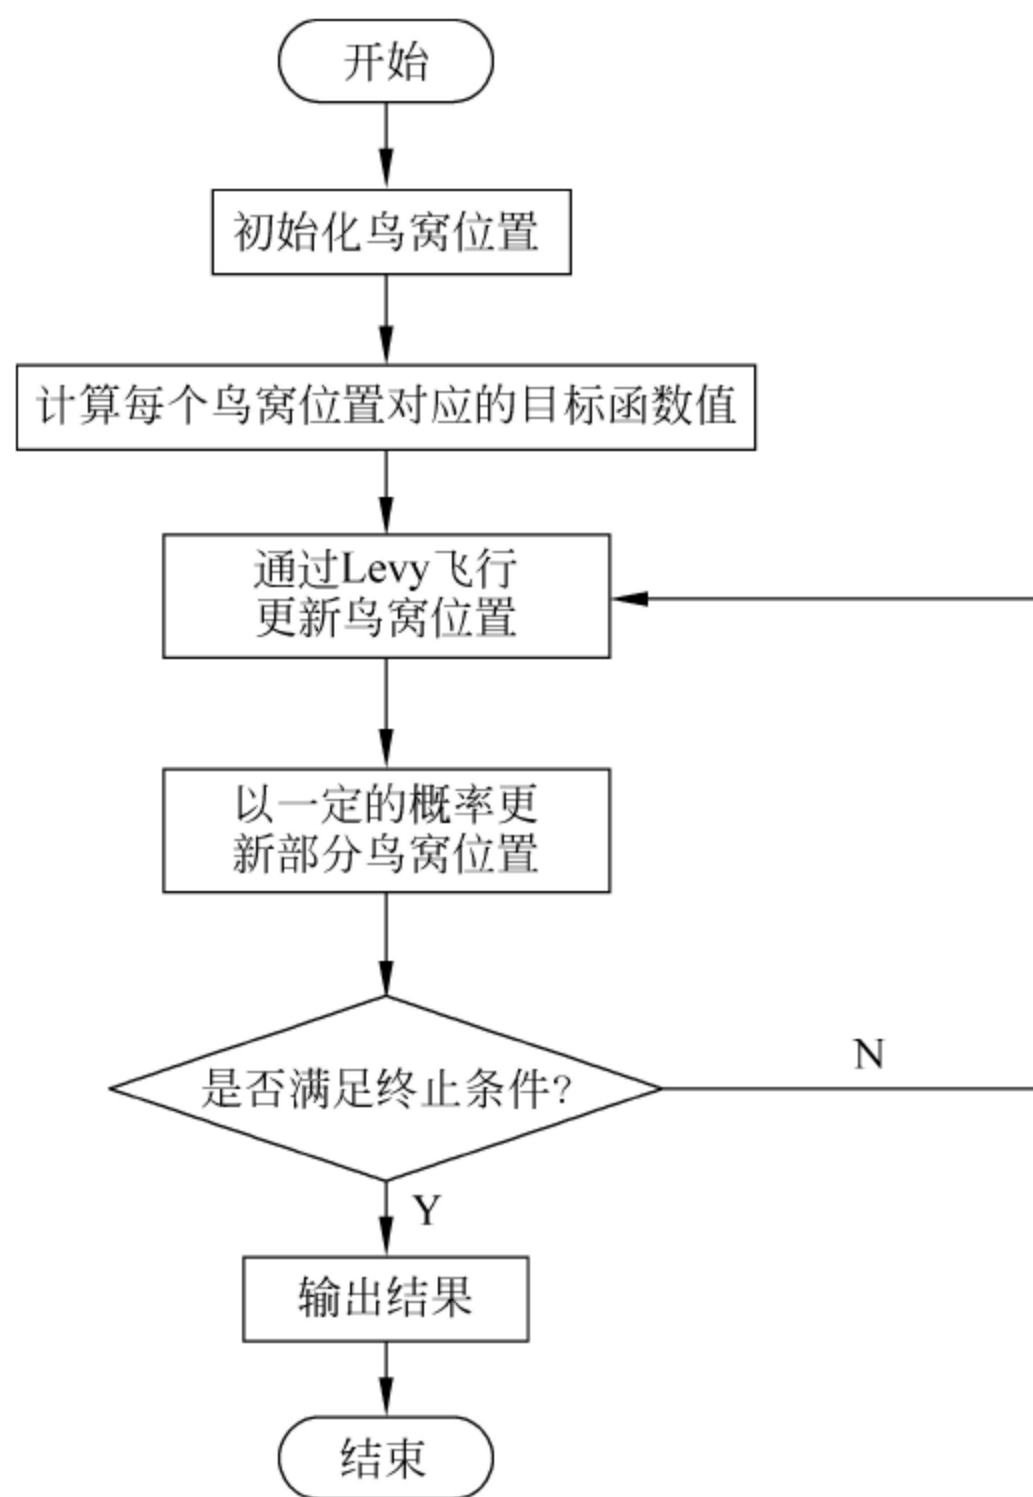 开始
初始化鸟窝位置
计算每个鸟窝位置对应的目标函数值
通过Levy飞行
更新鸟窝位置
以一定的概率更
新部分鸟窝位置
是否满足终止条件?
N
Y
输出结果
结束